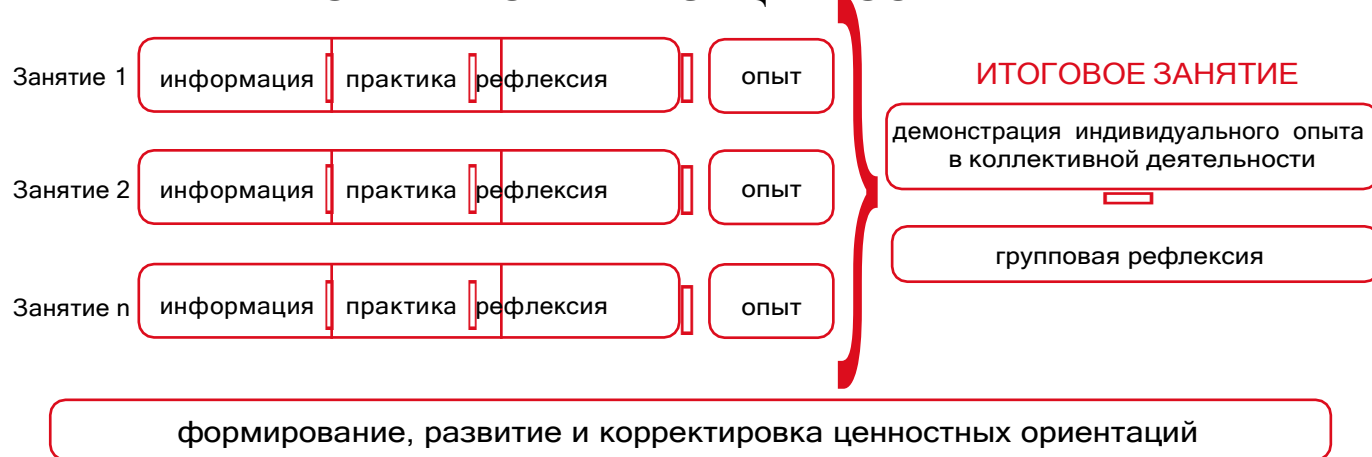 Занятие 1 информация практика рефлексия опыт
Занятие 2 информация практика рефлексия опыт
Занятие n информация практика рефлексия опыт
ИТОГОВОЕ ЗАНЯТИЕ
демонстрация индивидуального опыта
в коллективной деятельности
групповая рефлексия
формирование, развитие и корректировка ценностных ориентаций